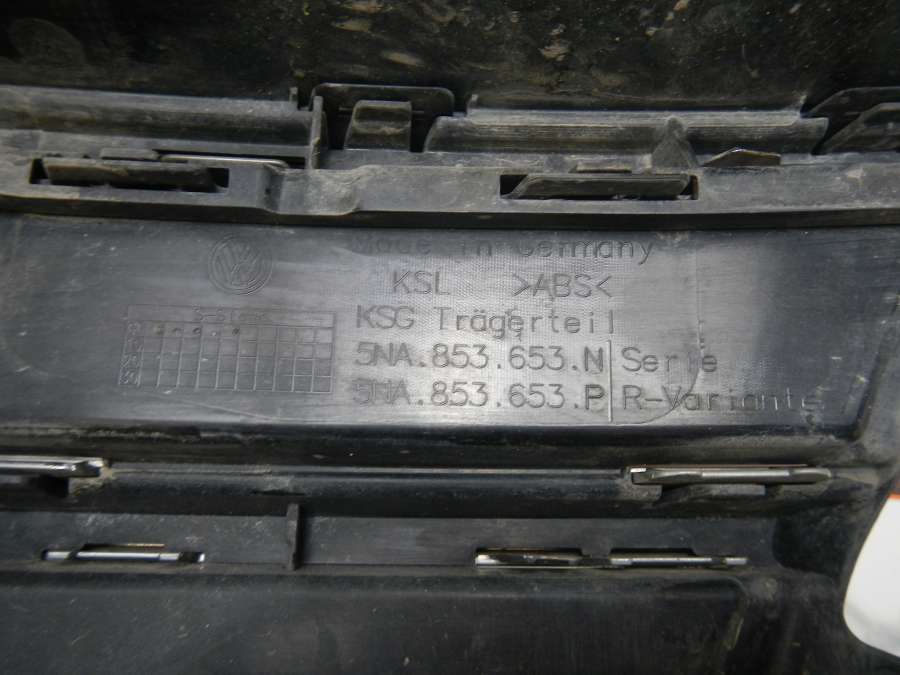 Made in Germany
KSL >ABS<
KSG Trägerteil
5NA.853.653.N Serie
5NA.853.653.P R-Variante